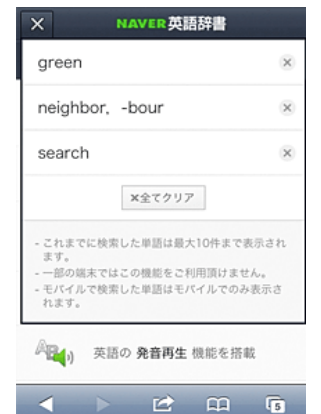 × NAVER英語辞書
green ×
neighbor, -bour ×
search ×
×全てクリア
- これまでに検索した単語は最大10件まで表示され
ます。
- 一部の端末ではこの機能をご利用頂けません。
- モバイルで検索した単語はモバイルでのみ表示さ
れます。
AB 英語の 発音再生 機能を搭載
5